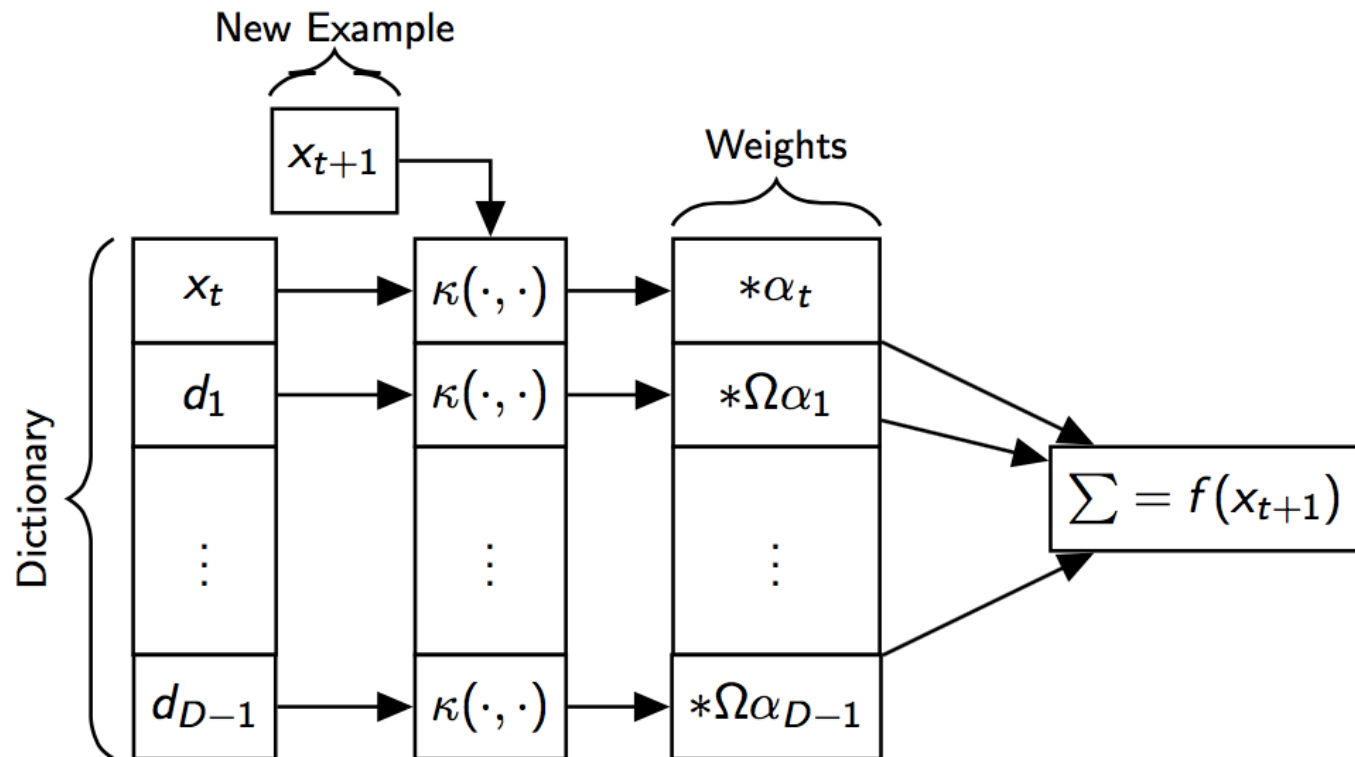 New Example
x_{t+1}
Weights
Dictionary
x_t κ(·, ·) *α_t
d_1 κ(·, ·) *Ωα_1
⋮ ⋮ ⋮
∑ = f(x_{t+1})
d_{D−1} κ(·, ·) *Ωα_{D−1}